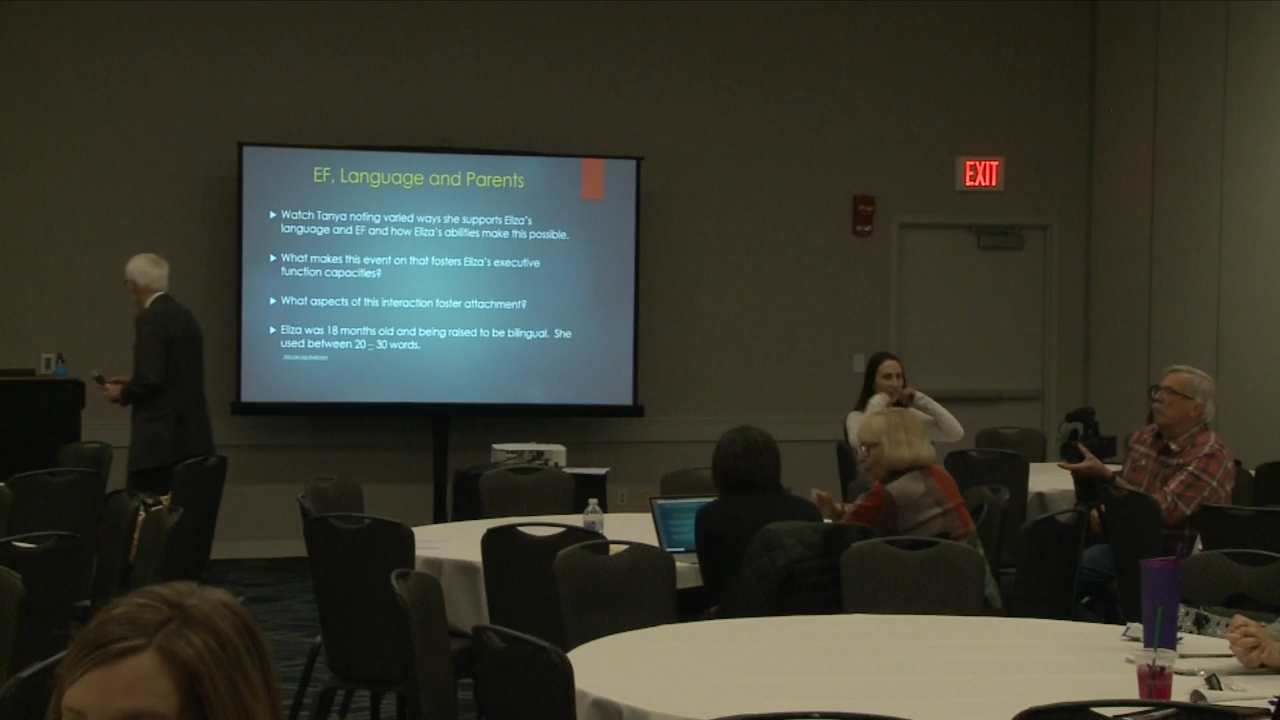 EF, Language and Parents
Watch Tanya noting varied ways she supports Eliza's
language and EF and how Eliza's abilities make this possible.
What makes this event on that fosters Eliza's executive
function capacities?
What aspects of this interaction foster attachment?
Eliza was 18 months old and being raised to be bilingual. She
used between 20 – 30 words.
EXIT